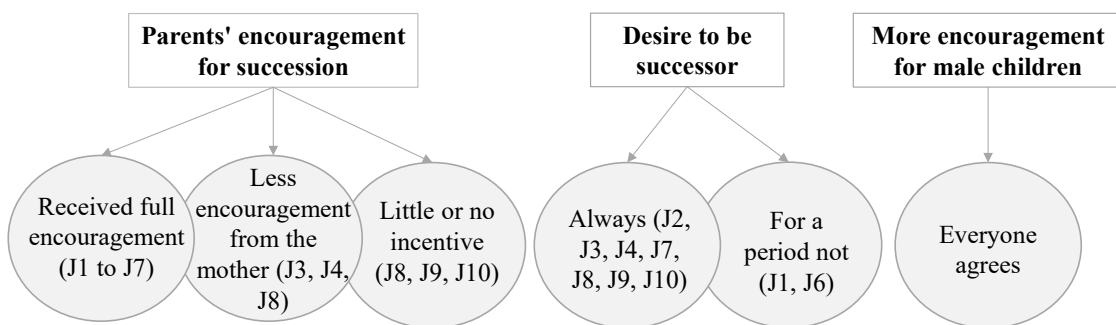 Parents' encouragement
for succession
Desire to be
successor
More encouragement
for male children
Received full
encouragement
(J1 to J7)
Less
encouragement
from the
mother (J3, J4,
J8)
Little or no
incentive
(J8, J9, J10)
Always (J2,
J3, J4, J7,
J8, J9, J10)
For a
period not
(J1, J6)
Everyone
agrees